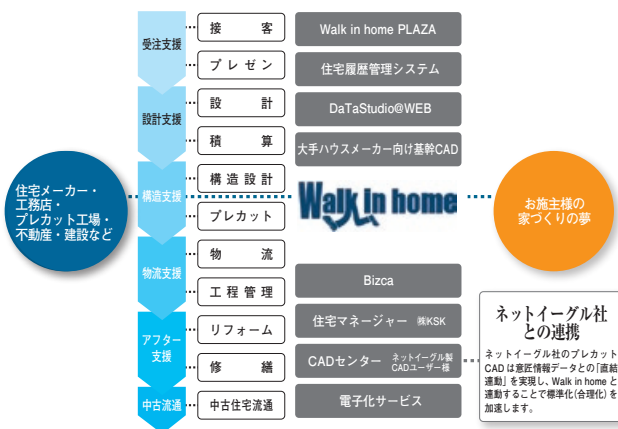 受注支援
接客
Walk in home PLAZA
プレゼン
住宅履歴管理システム
設計支援
設計
DaTaStudio@WEB
積算
大手ハウスメーカー向け基幹CAD
住宅メーカー・
工務店・
プレカット工場・
不動産・建設など
構造支援
構造設計
プレカット
Walk in home
お施主様の
家づくりの夢
物流支援
物流
工程管理
Bizca
アフター
支援
リフォーム
住宅マネージャー ㈱KSK
修繕
CADセンター ネットイーグル製
CADユーザー様
中古流通
中古住宅流通
電子化サービス
ネットイーグル社
との連携
ネットイーグル社のプレカット
CADは意匠情報データとの「直結
連動」を実現し、Walk in homeと
連動することで標準化(合理化)を
加速します。